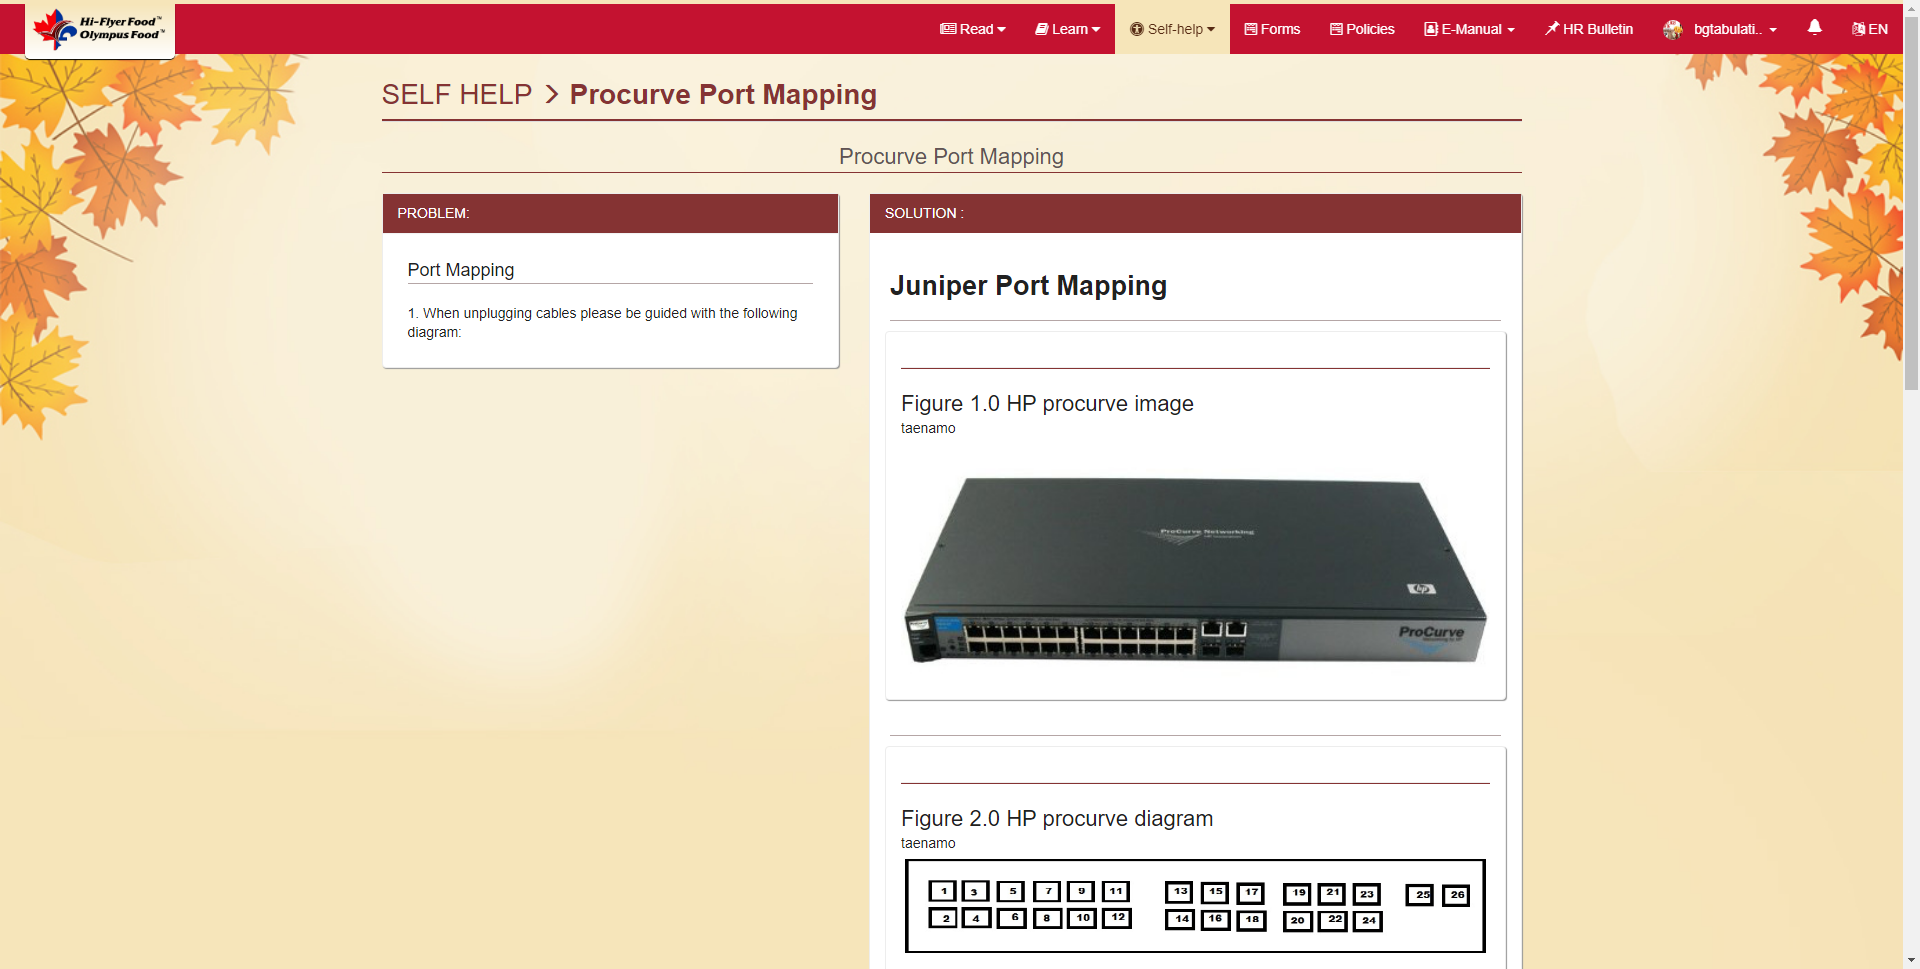 Hi-Flyer Food™
Olympus Food™
Read
Learn
Self-help
Forms
Policies
E-Manual
HR Bulletin
bgtabulati..
EN
SELF HELP > Procurve Port Mapping
Procurve Port Mapping
PROBLEM:
Port Mapping
1. When unplugging cables please be guided with the following
diagram:
SOLUTION :
Juniper Port Mapping
Figure 1.0 HP procurve image
taenamo
ProCurve Networking
hp
ProCurve
Figure 2.0 HP procurve diagram
taenamo
1 3 5 7 9 11 13 15 17 19 21 23 25 26
2 4 6 8 10 12 14 16 18 20 22 24